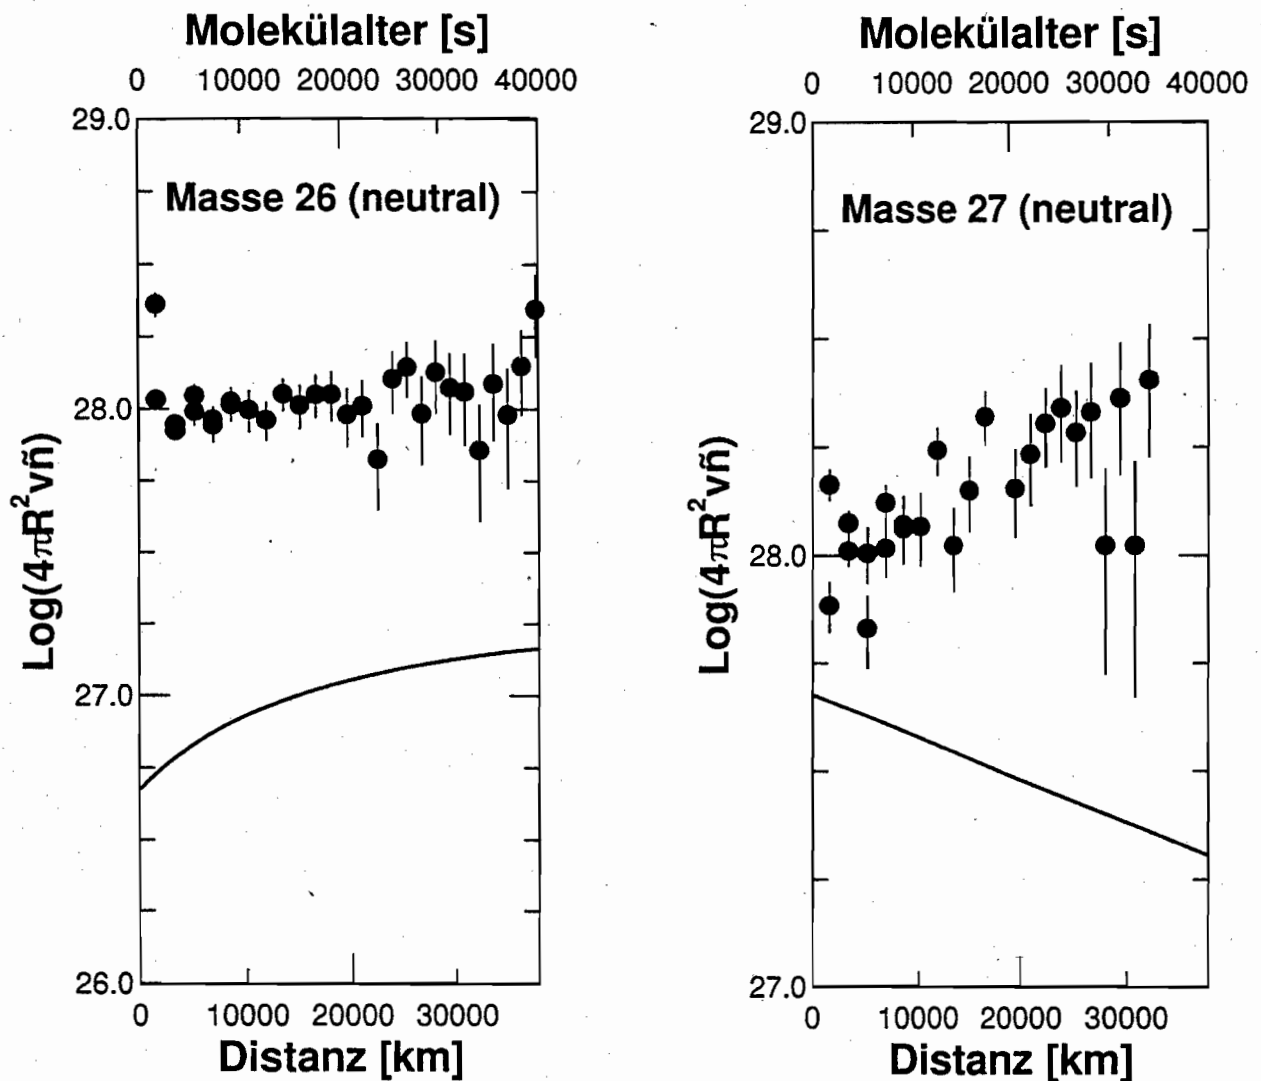 Molekülalter [s]
0 10000 20000 30000 40000
29.0
Masse 26 (neutral)
28.0
Log(4πR²vñ)
27.0
26.0
0 10000 20000 30000
Distanz [km]
Molekülalter [s]
0 10000 20000 30000 40000
29.0
Masse 27 (neutral)
28.0
Log(4πR²vñ)
27.0
0 10000 20000 30000
Distanz [km]